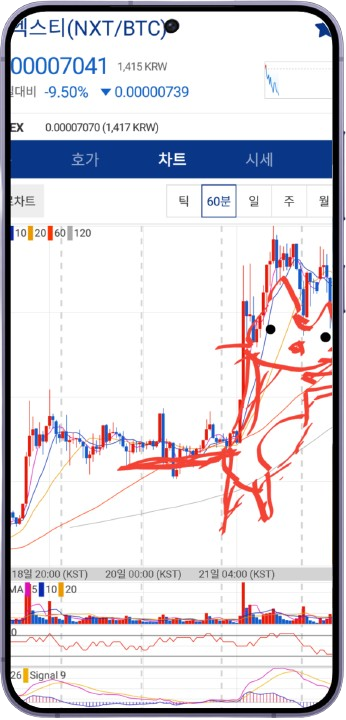 넥스티(NXT/BTC)
00007041 1,415 KRW
대비 -9.50% ▼0.00000739
EX 0.00007070 (1,417 KRW)
호가 차트 시세
차트 틱 60분 일 주 월
10 20 60 120
18일 20:00 (KST) 20일 00:00 (KST) 21일 04:00 (KST)
MA 5 10 20
0
26 Signal 9